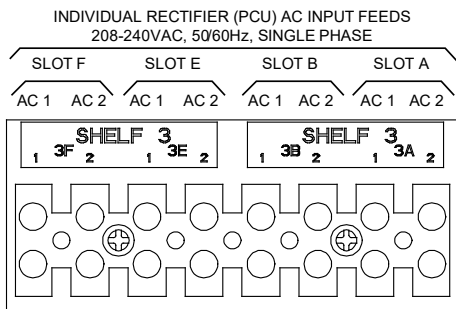 INDIVIDUAL RECTIFIER (PCU) AC INPUT FEEDS
208-240VAC, 50/60Hz, SINGLE PHASE
SLOT F SLOT E SLOT B SLOT A
AC 1 AC 2 AC 1 AC 2 AC 1 AC 2 AC 1 AC 2
SHELF 3 SHELF 3
1 3F 2 1 3E 2 1 3B 2 1 3A 2